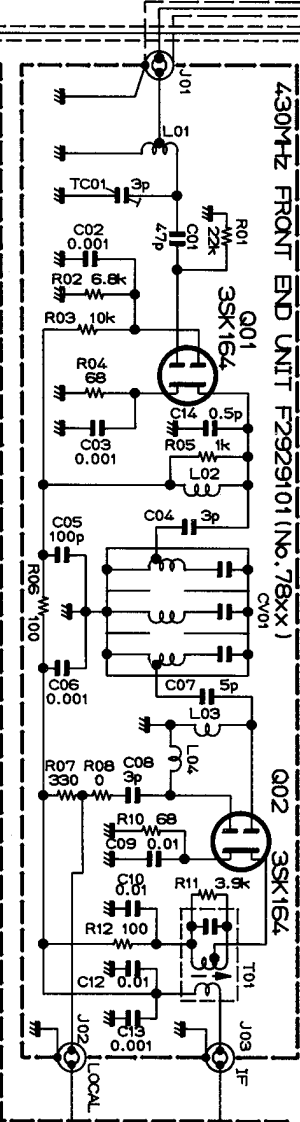 430MHz FRONT END UNIT F2929101 (No. 78xx)
J01
L01
TC01 3p
C02
0.001
C01
47p
R01
22k
R02 6.8k
R03 10k
Q01
3SK164
R04
68
C03
0.001
C14 0.5p
R05 1k
L02
C04 3p
C05
100p
R06
100
CV01
C06
0.001
C07 5p
L03
L04
Q02
3SK164
R07
330
R08
0
C08
3p
R10 68
C09 0.01
R11 3.9k
C10
0.01
R12 100
T01
C12 0.01
C13
0.001
J02
LOCAL
J03
IF